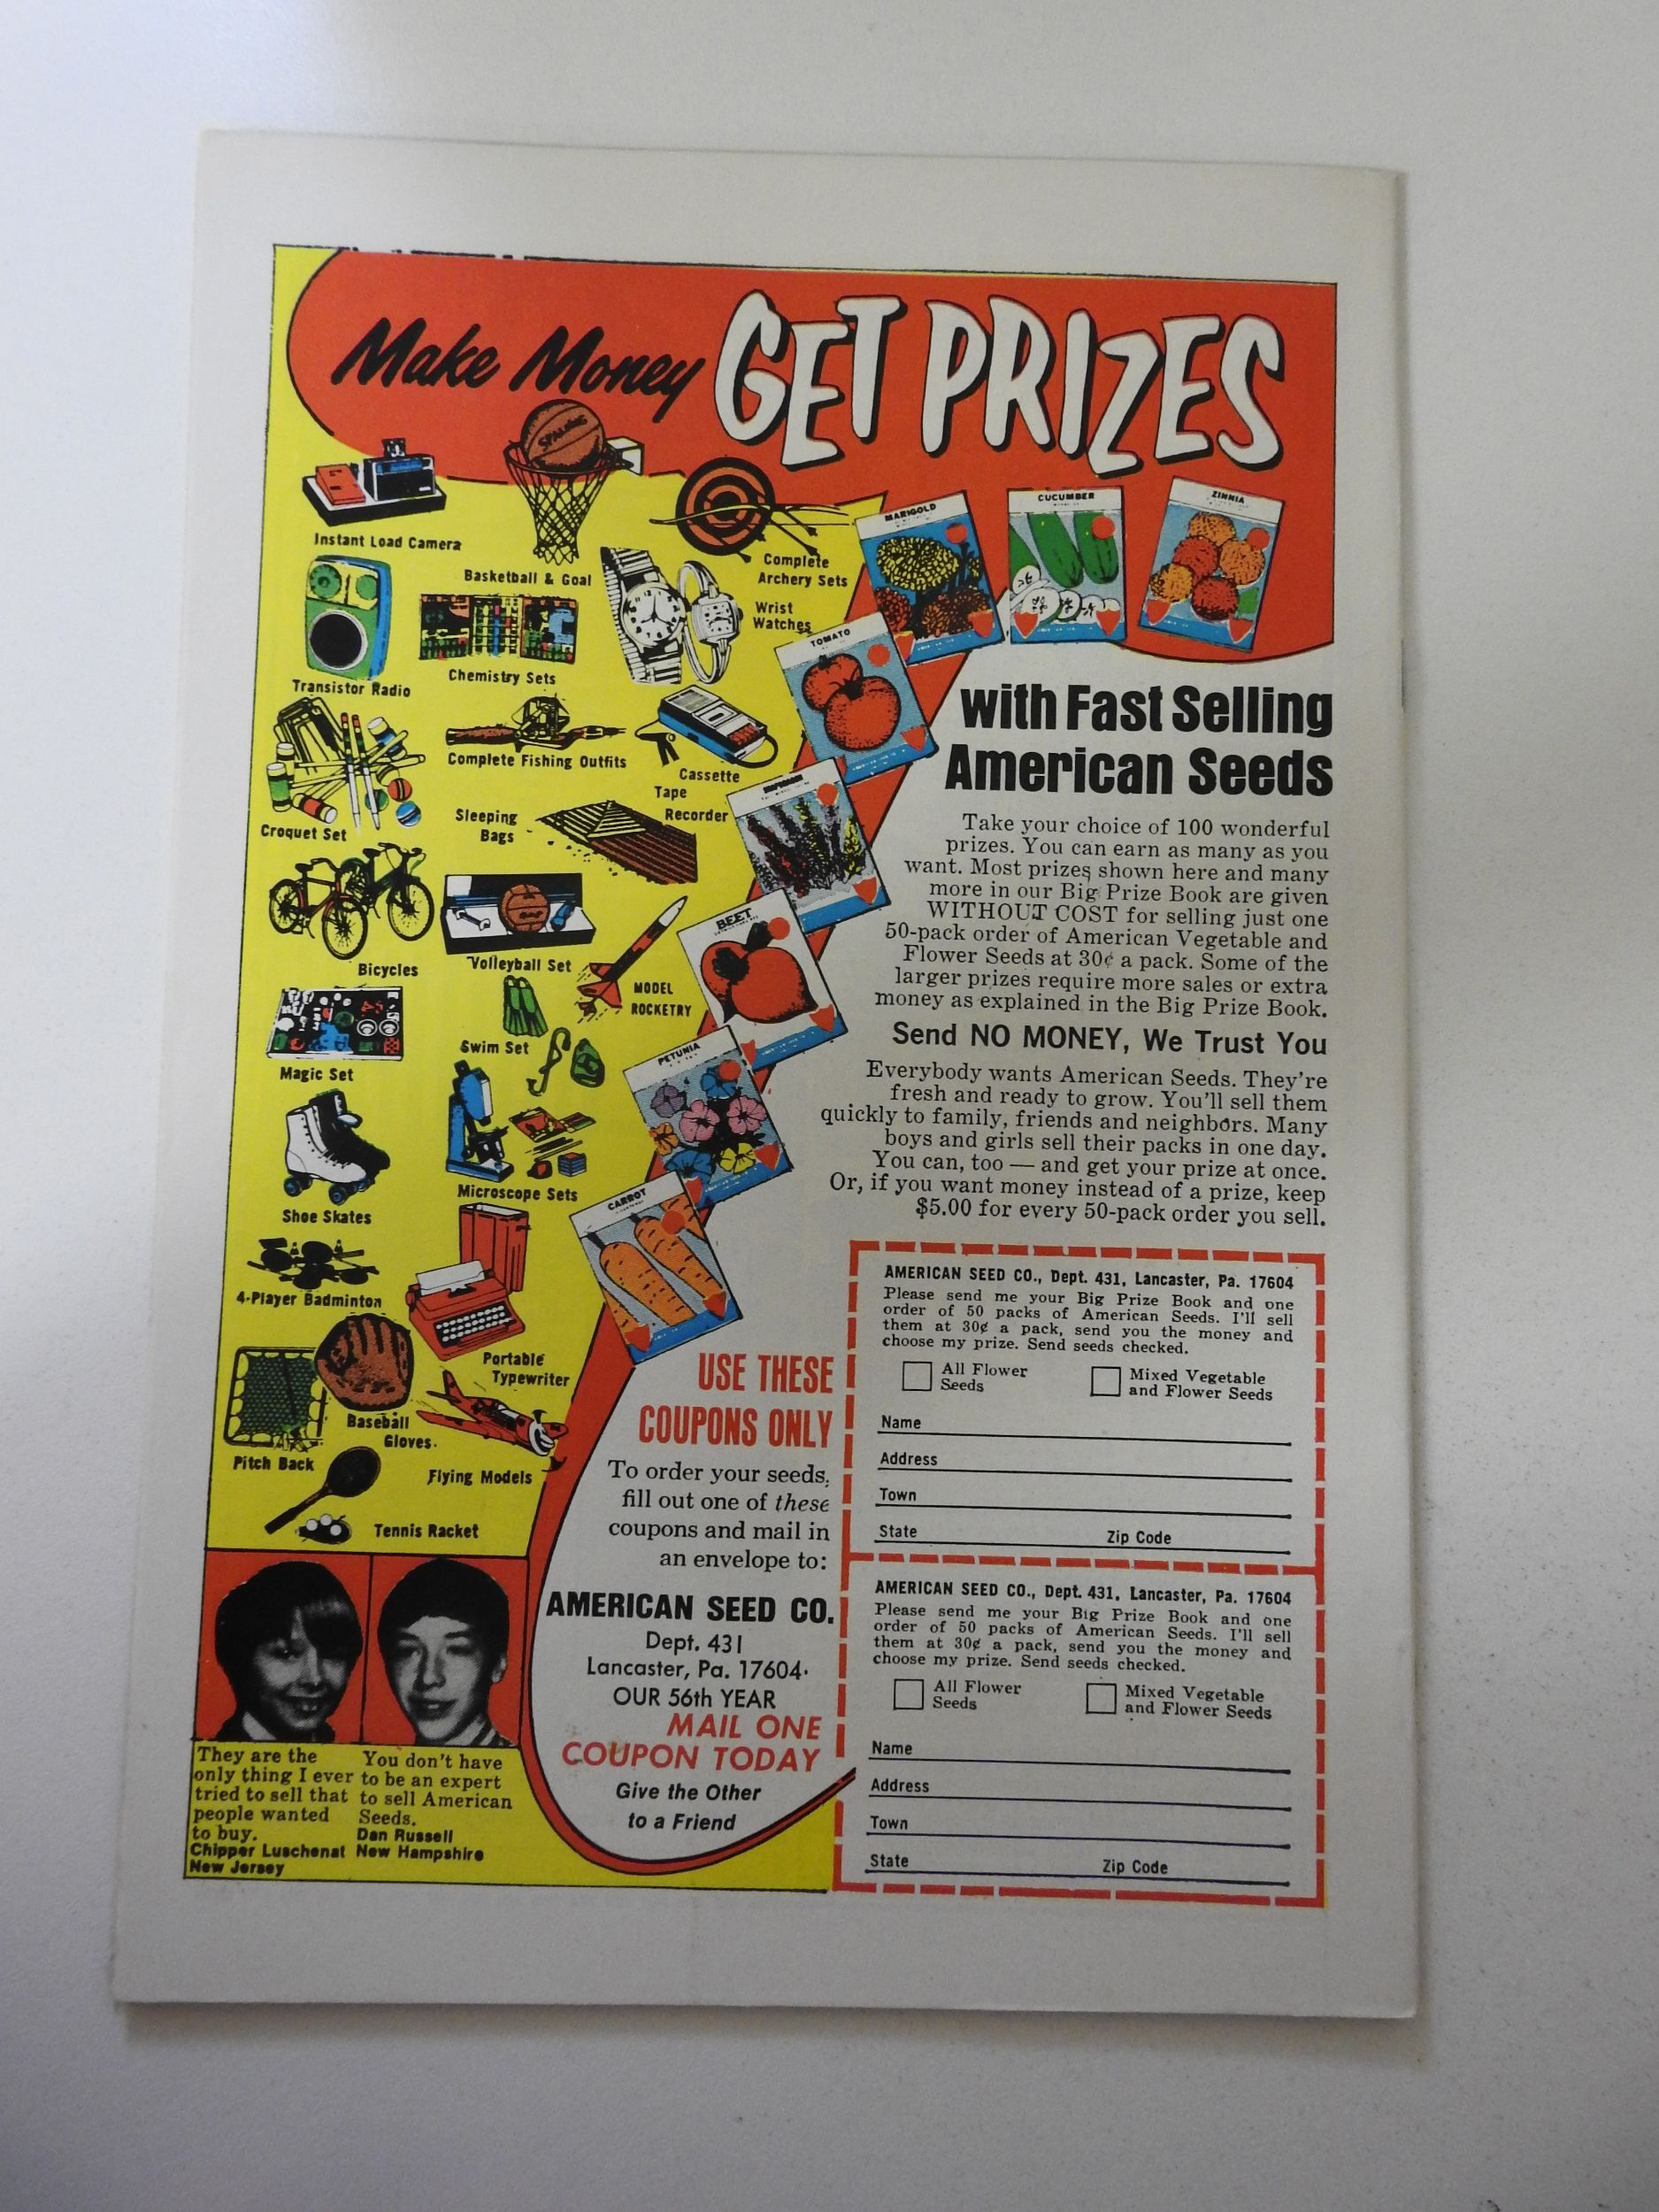 Make Money GET PRIZES
SPALDING
Instant Load Camera
Basketball & Goal
Complete
Archery Sets
Wrist
Watches
Transistor Radio
Chemistry Sets
Complete Fishing Outfits
Cassette
Tape
Recorder
Croquet Set
Sleeping
Bags
Bicycles
Volleyball Set
MODEL
ROCKETRY
Magic Set
Swim Set
Shoe Skates
Microscope Sets
4-Player Badminton
Portable
Typewriter
Baseball
Gloves.
Pitch Back
Flying Models
Tennis Racket
MARIGOLD
CUCUMBER
ZINNIA
TOMATO
BEET
PETUNIA
CARROT
with Fast Selling
American Seeds
Take your choice of 100 wonderful
prizes. You can earn as many as you
want. Most prizes shown here and many
more in our Big Prize Book are given
WITHOUT COST for selling just one
50-pack order of American Vegetable and
Flower Seeds at 30¢ a pack. Some of the
larger prizes require more sales or extra
money as explained in the Big Prize Book.
Send NO MONEY, We Trust You
Everybody wants American Seeds. They're
fresh and ready to grow. You'll sell them
quickly to family, friends and neighbors. Many
boys and girls sell their packs in one day.
You can, too — and get your prize at once.
Or, if you want money instead of a prize, keep
$5.00 for every 50-pack order you sell.
USE THESE
COUPONS ONLY
To order your seeds,
fill out one of these
coupons and mail in
an envelope to:
AMERICAN SEED CO.
Dept. 431
Lancaster, Pa. 17604.
OUR 56th YEAR
MAIL ONE
COUPON TODAY
Give the Other
to a Friend
AMERICAN SEED CO., Dept. 431, Lancaster, Pa. 17604
Please send me your Big Prize Book and one
order of 50 packs of American Seeds. I'll sell
them at 30¢ a pack, send you the money and
choose my prize. Send seeds checked.
All Flower
Seeds
Mixed Vegetable
and Flower Seeds
Name
Address
Town
State Zip Code
AMERICAN SEED CO., Dept. 431, Lancaster, Pa. 17604
Please send me your Big Prize Book and one
order of 50 packs of American Seeds. I'll sell
them at 30¢ a pack, send you the money and
choose my prize. Send seeds checked.
All Flower
Seeds
Mixed Vegetable
and Flower Seeds
Name
Address
Town
State Zip Code
They are the
only thing I ever
tried to sell that
people wanted
to buy.
Chipper Luschenat
New Jersey
You don't have
to be an expert
to sell American
Seeds.
Dan Russell
New Hampshire